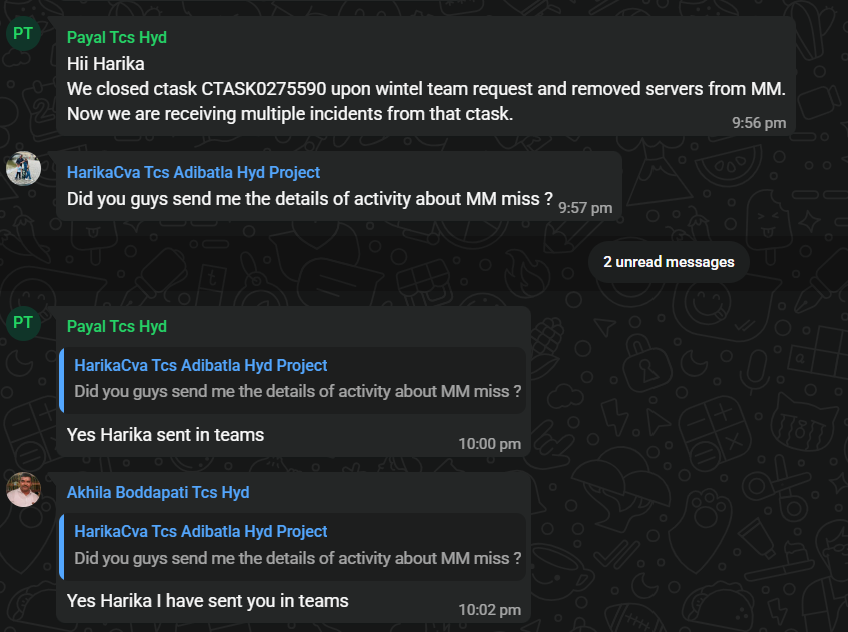 PT
Payal Tcs Hyd
Hii Harika
We closed ctask CTASK0275590 upon wintel team request and removed servers from MM.
Now we are receiving multiple incidents from that ctask.
9:56 pm
HarikaCva Tcs Adibatla Hyd Project
Did you guys send me the details of activity about MM miss ?
9:57 pm
2 unread messages
PT
Payal Tcs Hyd
HarikaCva Tcs Adibatla Hyd Project
Did you guys send me the details of activity about MM miss ?
Yes Harika sent in teams
10:00 pm
Akhila Boddapati Tcs Hyd
HarikaCva Tcs Adibatla Hyd Project
Did you guys send me the details of activity about MM miss ?
Yes Harika I have sent you in teams
10:02 pm